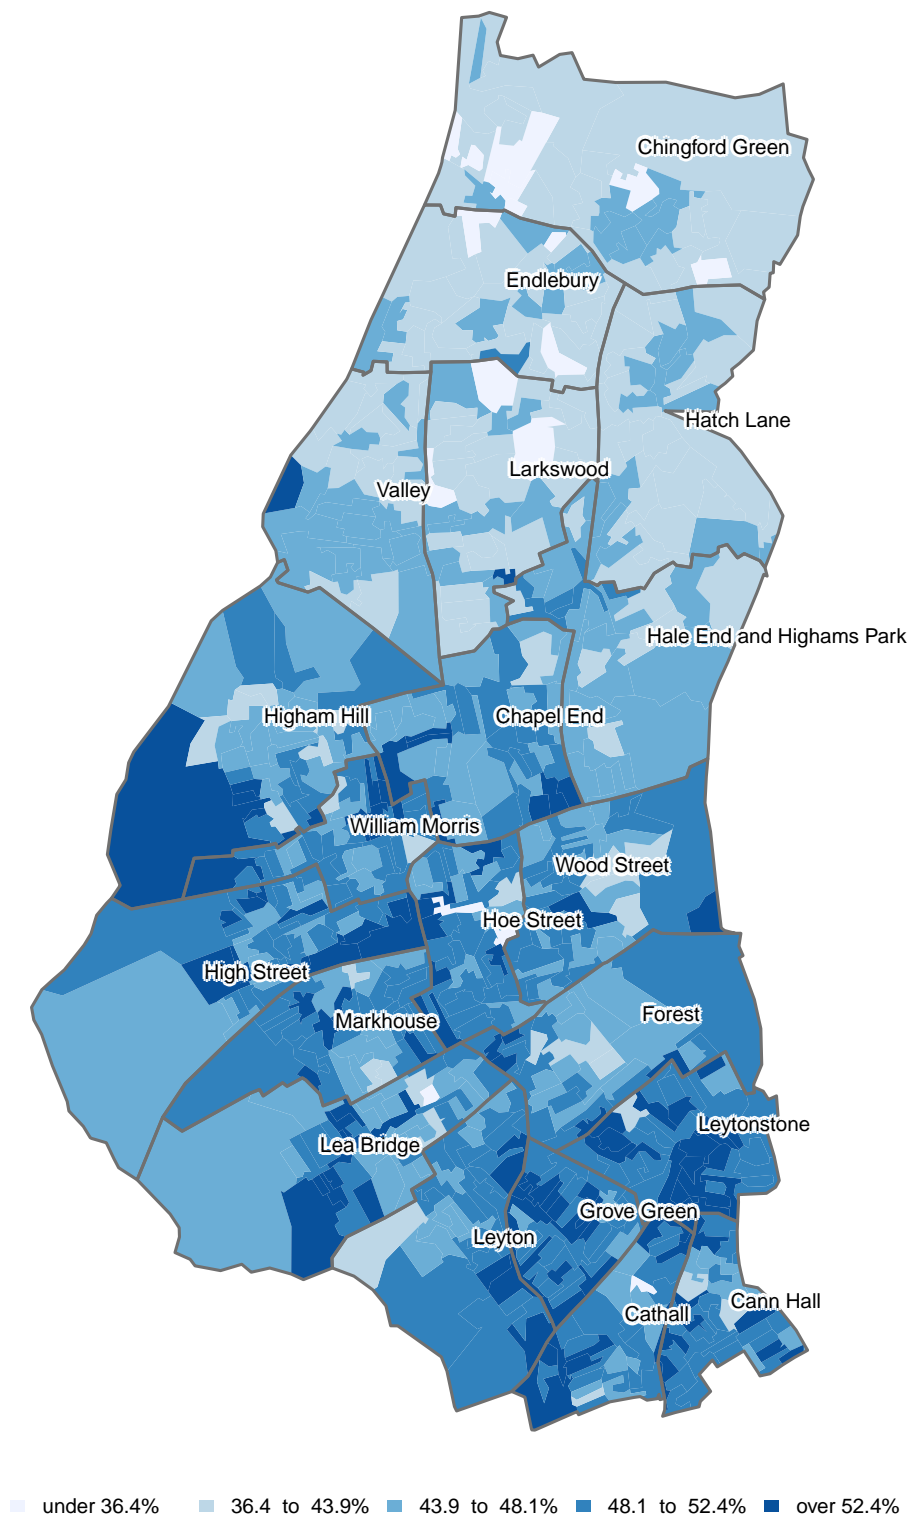 Chingford Green
Endlebury
Hatch Lane
Larkswood
Valley
Hale End and Highams Park
Higham Hill
Chapel End
William Morris
Wood Street
Hoe Street
High Street
Forest
Markhouse
Leytonstone
Lea Bridge
Grove Green
Leyton
Cann Hall
Cathall
under 36.4% 36.4 to 43.9% 43.9 to 48.1% 48.1 to 52.4% over 52.4%